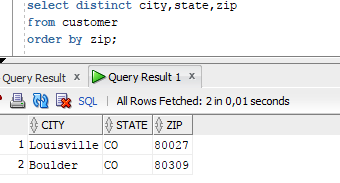 select distinct city,state,zip
from customer
order by zip;
Query Result x Query Result 1 x
SQL | All Rows Fetched: 2 in 0,01 seconds
CITY STATE ZIP
1 Louisville CO 80027
2 Boulder CO 80309